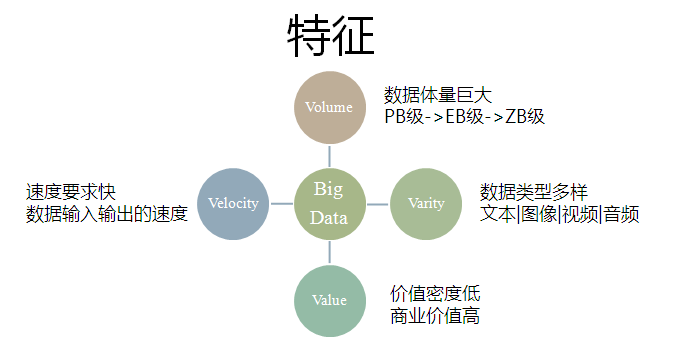 特征
Volume
数据体量巨大
PB级->EB级->ZB级
速度要求快
数据输入输出的速度
Velocity
Big
Data
Varity
数据类型多样
文本|图像|视频|音频
Value
价值密度低
商业价值高